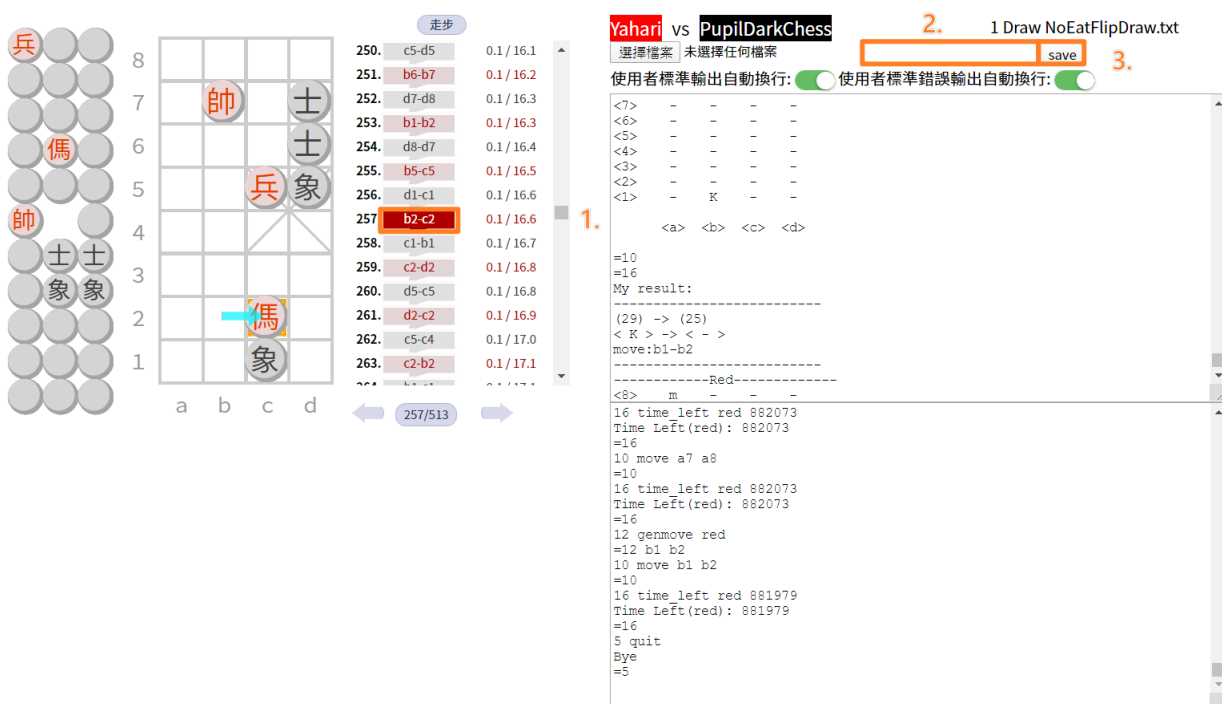 兵
傌
帥
士 士
象 象
8
7 帥 士
6 士
5 兵 象
4
3
2 傌
1 象
a b c d
走步
250. c5-d5 0.1 / 16.1
251. b6-b7 0.1 / 16.2
252. d7-d8 0.1 / 16.3
253. b1-b2 0.1 / 16.3
254. d8-d7 0.1 / 16.4
255. b5-c5 0.1 / 16.5
256. d1-c1 0.1 / 16.6
257 b2-c2 0.1 / 16.6
258. c1-b1 0.1 / 16.7
259. c2-d2 0.1 / 16.8
260. d5-c5 0.1 / 16.8
261. d2-c2 0.1 / 16.9
262. c5-c4 0.1 / 17.0
263. c2-b2 0.1 / 17.1
257/513
1.
Yahari vs PupilDarkChess
2.
1 Draw NoEatFlipDraw.txt
選擇檔案 未選擇任何檔案
save
3.
使用者標準輸出自動換行: 使用者標準錯誤輸出自動換行:
<7> - - - -
<6> - - - -
<5> - - - -
<4> - - - -
<3> - - - -
<2> - - - -
<1> - K - -
<a> <b> <c> <d>
=10
=16
My result:
------------------------
(29) -> (25)
< K > -> < - >
move:b1-b2
------------------------
-----------Red------------
<8> m - - -
16 time_left red 882073
Time Left(red): 882073
=16
10 move a7 a8
=10
16 time_left red 882073
Time Left(red): 882073
=16
12 genmove red
=12 b1 b2
10 move b1 b2
=10
16 time_left red 881979
Time Left(red): 881979
=16
5 quit
Bye
=5